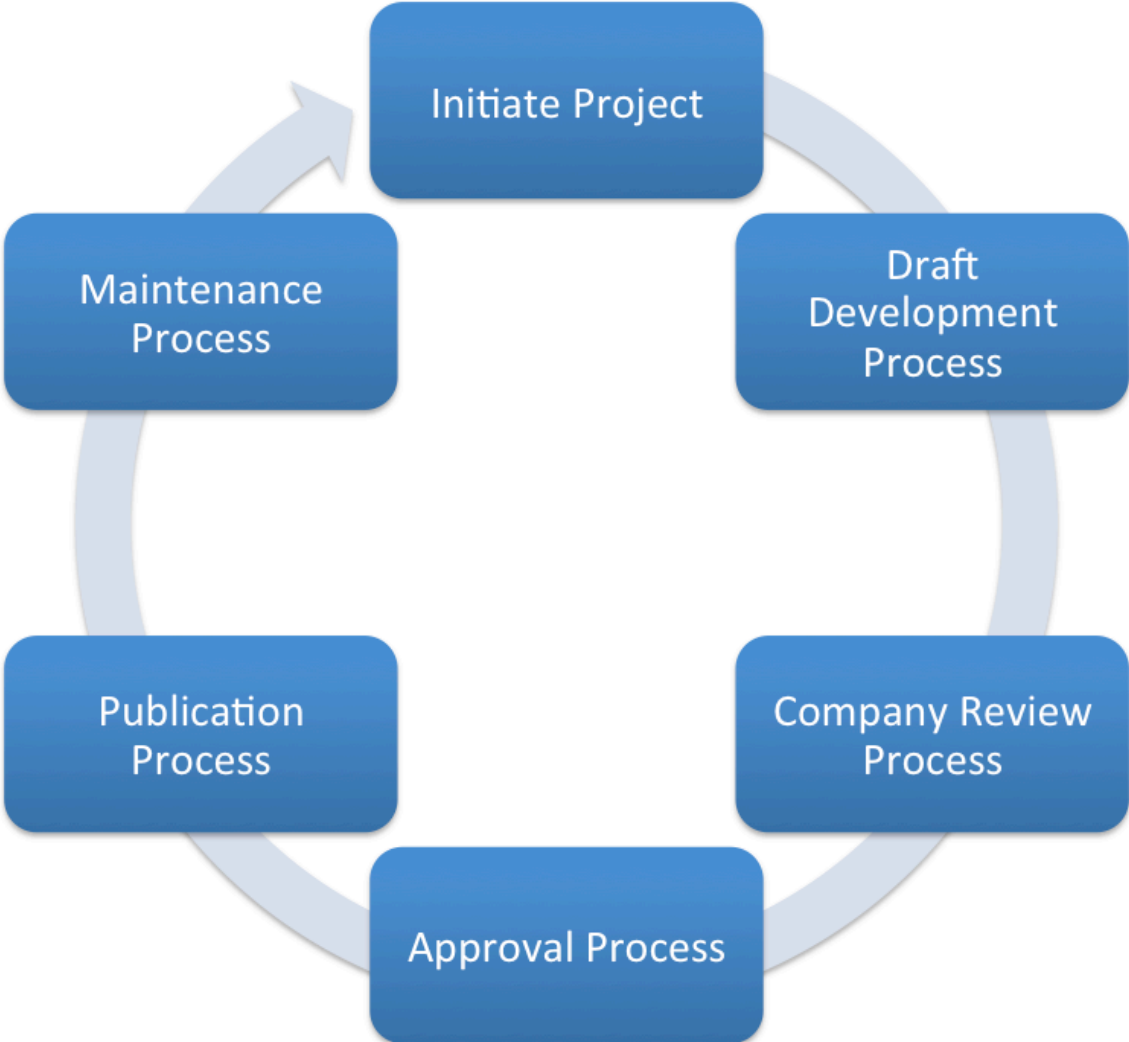 Initiate Project
Draft
Development
Process
Company Review
Process
Approval Process
Publication
Process
Maintenance
Process